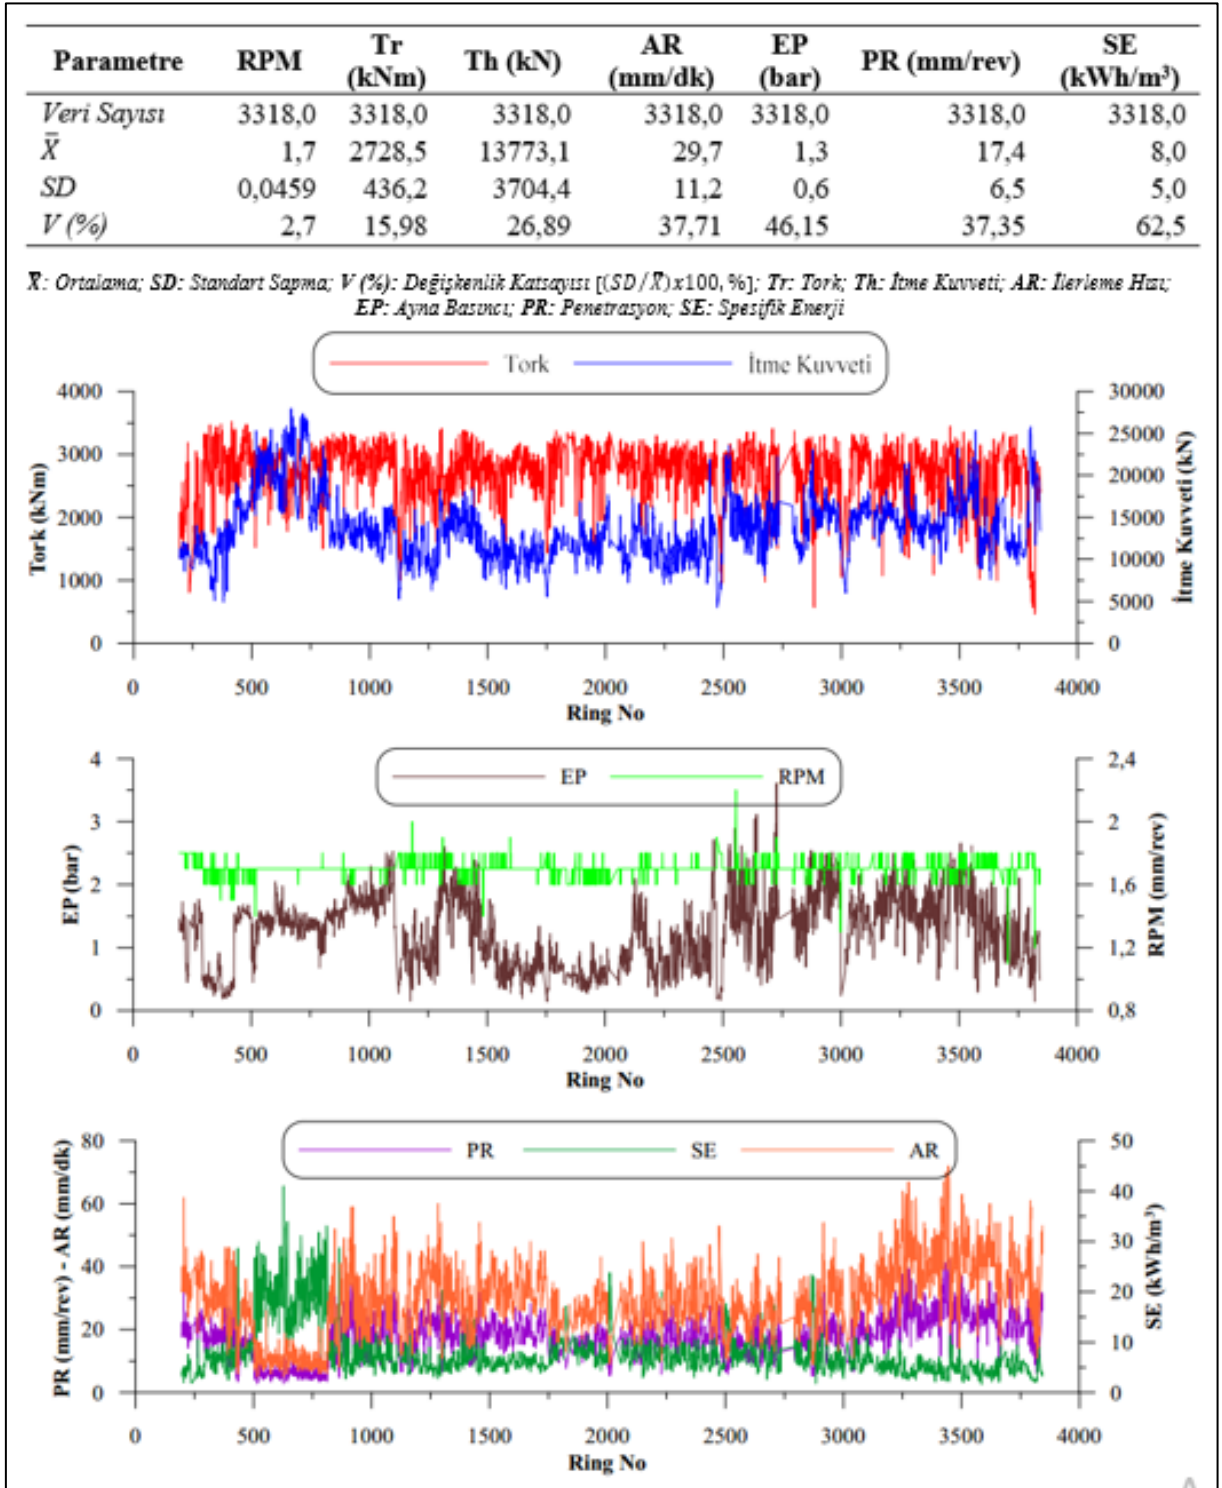 Parametre RPM Tr (kNm) Th (kN) AR (mm/dk) EP (bar) PR (mm/rev) SE (kWh/m³)
Veri Sayısı 3318,0 3318,0 3318,0 3318,0 3318,0 3318,0 3318,0
X̄ 1,7 2728,5 13773,1 29,7 1,3 17,4 8,0
SD 0,0459 436,2 3704,4 11,2 0,6 6,5 5,0
V (%) 2,7 15,98 26,89 37,71 46,15 37,35 62,5
X̄: Ortalama; SD: Standart Sapma; V (%): Değişkenlik Katsayısı [(SD/X̄)x100, %]; Tr: Tork; Th: İtme Kuvveti; AR: İlerleme Hızı;
EP: Ayna Basıncı; PR: Penetrasyon; SE: Spesifik Enerji
Tork İtme Kuvveti
Tork (kNm)
4000
3000
2000
1000
0
30000
25000
20000
15000
10000
5000
0
İtme Kuvveti (kN)
0 500 1000 1500 2000 2500 3000 3500 4000
Ring No
EP RPM
EP (bar)
4
3
2
1
0
2,4
2
1,6
1,2
0,8
RPM (mm/rev)
0 500 1000 1500 2000 2500 3000 3500 4000
Ring No
PR SE AR
PR (mm/rev) - AR (mm/dk)
80
60
40
20
0
50
40
30
20
10
0
SE (kWh/m³)
0 500 1000 1500 2000 2500 3000 3500 4000
Ring No